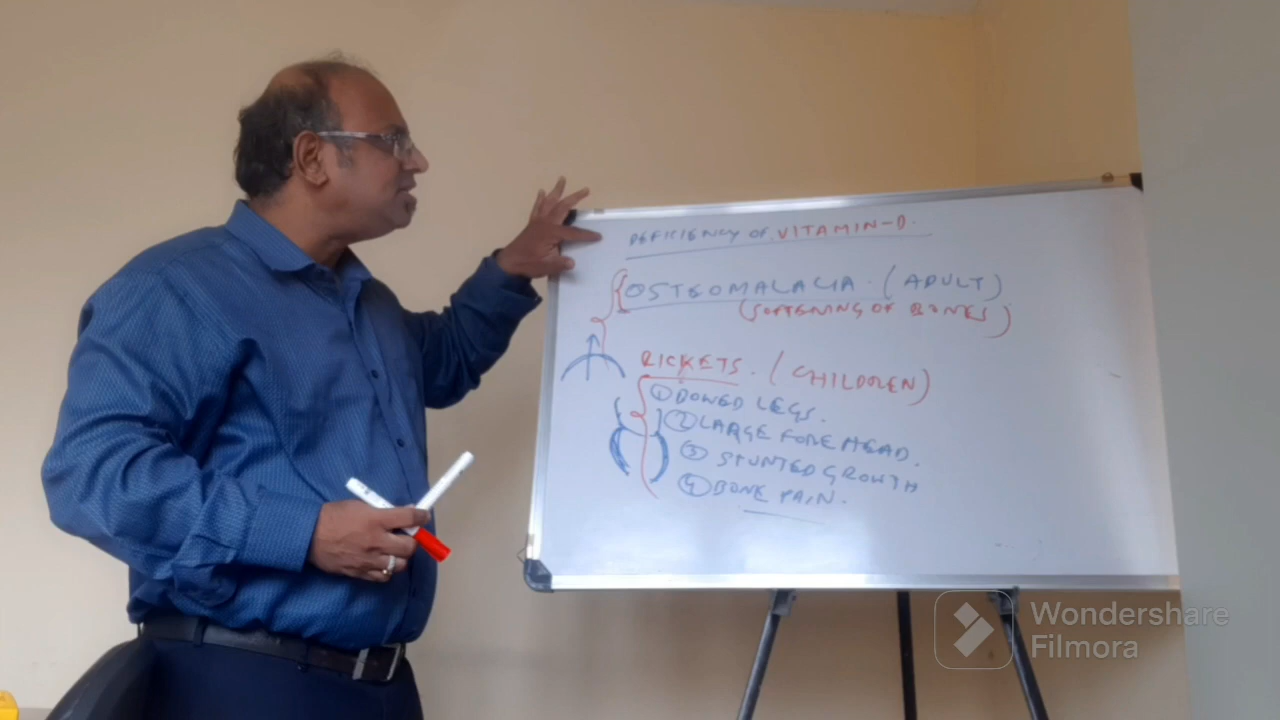 DEFICIENCY OF VITAMIN-D.
OSTEOMALACIA. (ADULT)
(SOFTENING OF BONES)
RICKETS. (CHILDREN)
① BOWED LEGS.
② LARGE FOREHEAD.
③ STUNTED GROWTH
④ BONE PAIN.
Wondershare
Filmora